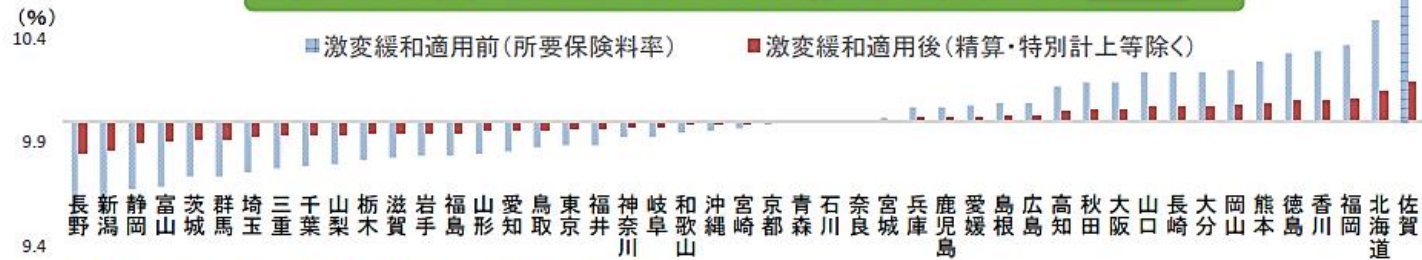 (%)
10.4
激変緩和適用前(所要保険料率)
激変緩和適用後(精算・特別計上等除く)
9.9
9.4
長野
新潟
静岡
富山
茨城
群馬
埼玉
三重
千葉
山梨
栃木
滋賀
岩手
福島
山形
愛知
鳥取
東京
福井
神奈川
岐阜
和歌山
沖縄
宮崎
京都
青森
石川
奈良
宮城
兵庫
鹿児島
愛媛
島根
広島
高知
秋田
大阪
山口
長崎
大分
岡山
熊本
徳島
香川
福岡
北海道
佐賀